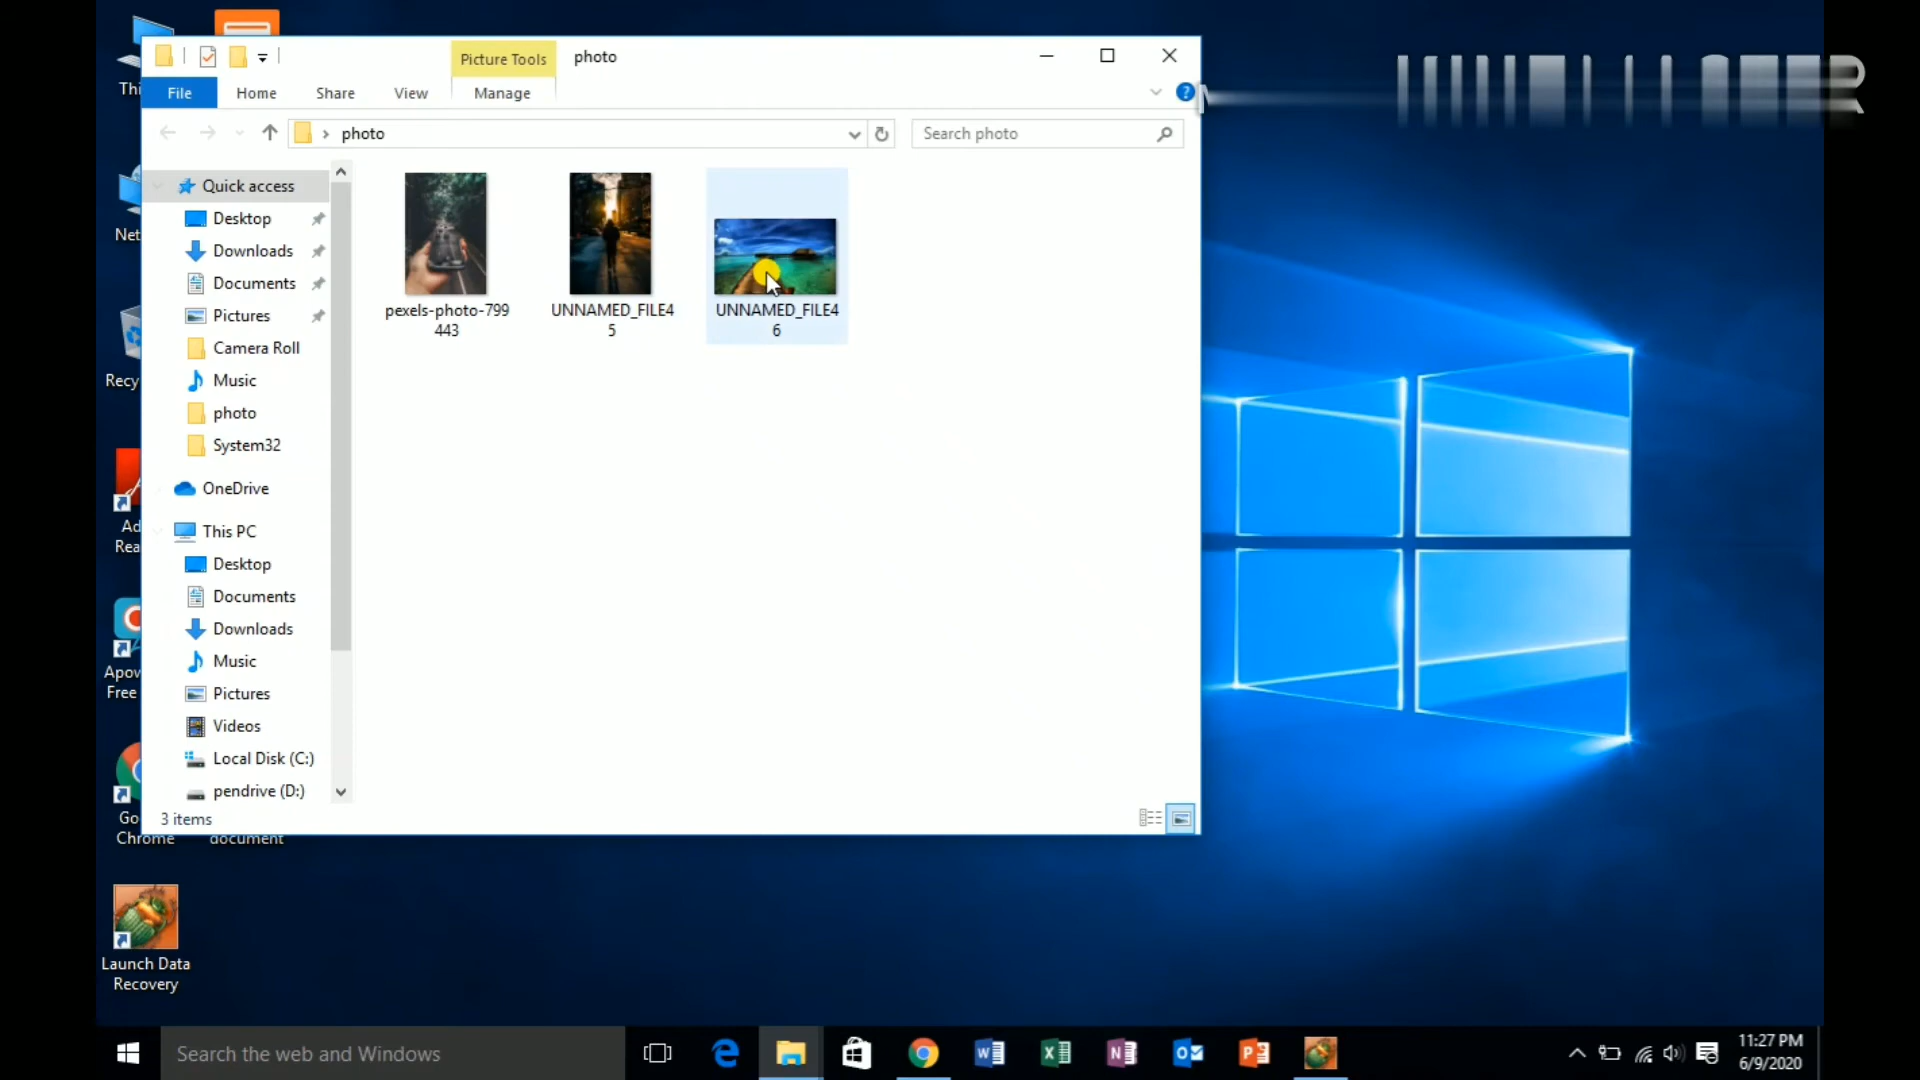 Picture Tools
photo
File
Home
Share
View
Manage
photo
Search photo
Quick access
Desktop
Downloads
Documents
Pictures
Camera Roll
Music
photo
System32
OneDrive
This PC
Desktop
Documents
Downloads
Music
Pictures
Videos
Local Disk (C:)
pendrive (D:)
pexels-photo-799
443
UNNAMED_FILE4
5
UNNAMED_FILE4
6
3 items
Thi
Net
Recy
Ad
Rea
Apow
Free
Go
Chrome
document
Launch Data
Recovery
Search the web and Windows
11:27 PM
6/9/2020